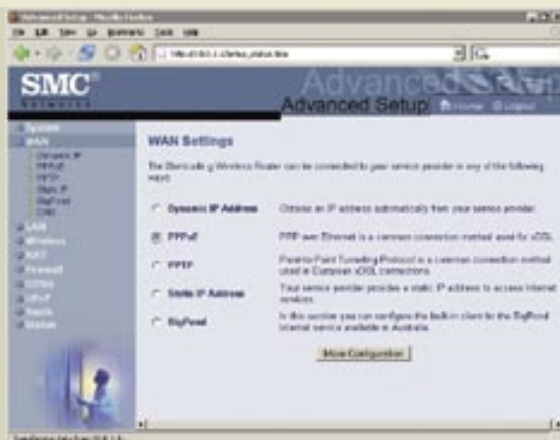 Advanced Setup - Mozilla Firefox
SMC
Networks
Advanced Setup
Advanced Setup
Home
Logout
System
WAN
Dynamic IP
PPPoE
PPTP
Static IP
BigPond
DNS
LAN
Wireless
NAT
Firewall
DDNS
UPnP
Tools
Status
WAN Settings
The Barricade g Wireless Router can be connected to your service provider in any of the following
ways:
Dynamic IP Address
Obtains an IP address automatically from your service provider.
PPPoE
PPP over Ethernet is a common connection method used for xDSL.
PPTP
Point-to-Point Tunneling Protocol is a common connection method
used in European xDSL connections.
Static IP Address
Your service provider provides a static IP address to access Internet
services.
BigPond
In this section you can configure the built-in client for the BigPond
Internet service available in Australia.
More Configuration